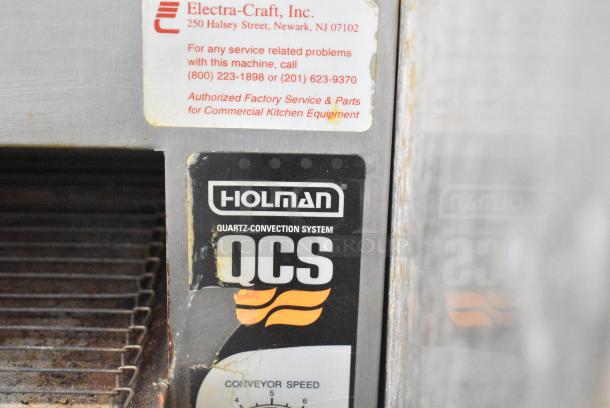 Electra-Craft, Inc.
250 Halsey Street, Newark, NJ 07102
For any service related problems
with this machine, call
(800) 223-1898 or (201) 623-9370
Authorized Factory Service & Parts
for Commercial Kitchen Equipment
HOLMAN®
QUARTZ-CONVECTION SYSTEM
QCS
GROUP
CONVEYOR SPEED
4 5 6